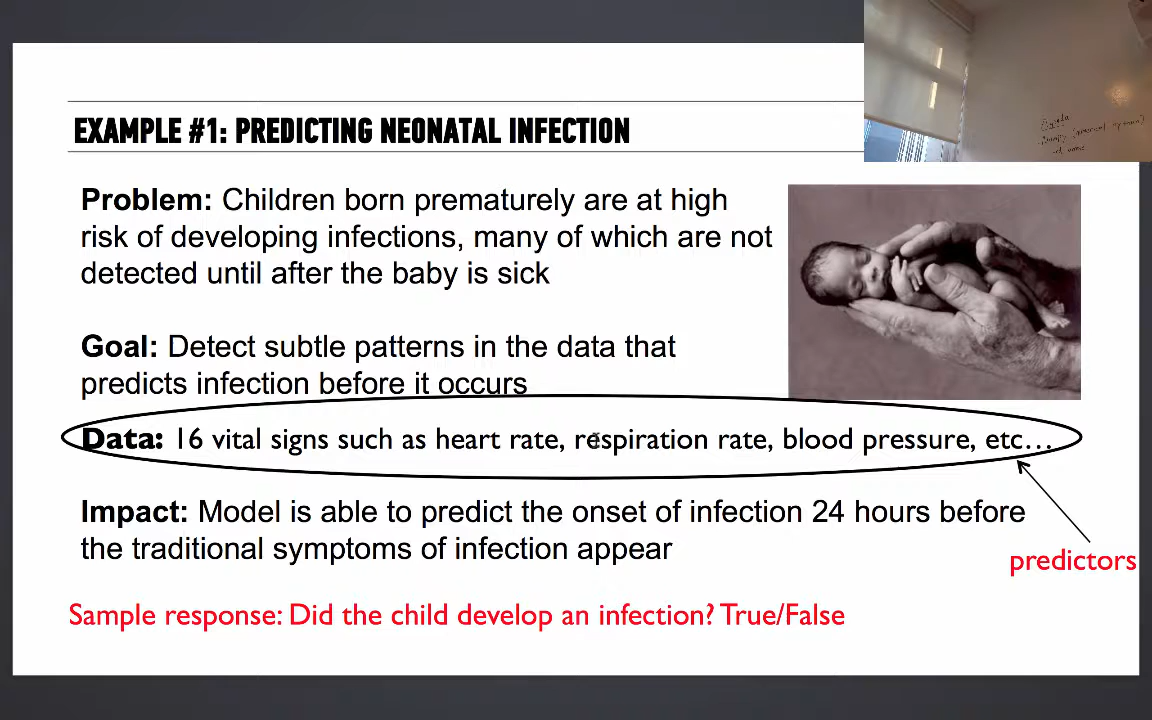 EXAMPLE #1: PREDICTING NEONATAL INFECTION
Problem: Children born prematurely are at high
risk of developing infections, many of which are not
detected until after the baby is sick
Goal: Detect subtle patterns in the data that
predicts infection before it occurs
Data: 16 vital signs such as heart rate, respiration rate, blood pressure, etc…
Impact: Model is able to predict the onset of infection 24 hours before
the traditional symptoms of infection appear
predictors
Sample response: Did the child develop an infection? True/False